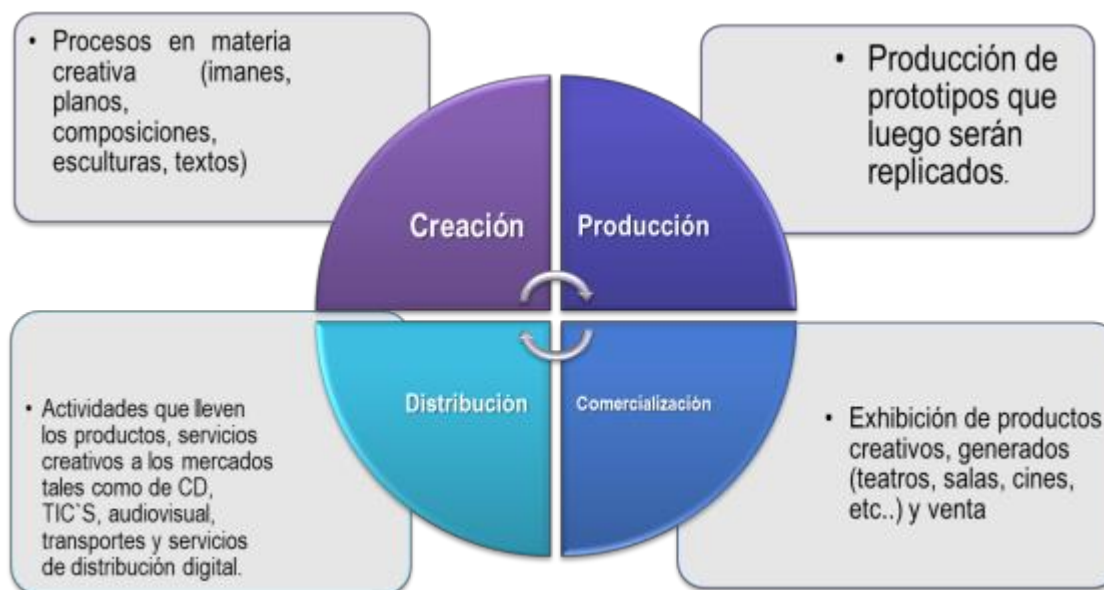 • Procesos en materia
creativa (imanes,
planos,
composiciones,
esculturas, textos)
• Producción de
prototipos que
luego serán
replicados.
Creación
Producción
Distribución
Comercialización
• Actividades que lleven
los productos, servicios
creativos a los mercados
tales como de CD,
TIC`S, audiovisual,
transportes y servicios
de distribución digital.
• Exhibición de productos
creativos, generados
(teatros, salas, cines,
etc..) y venta